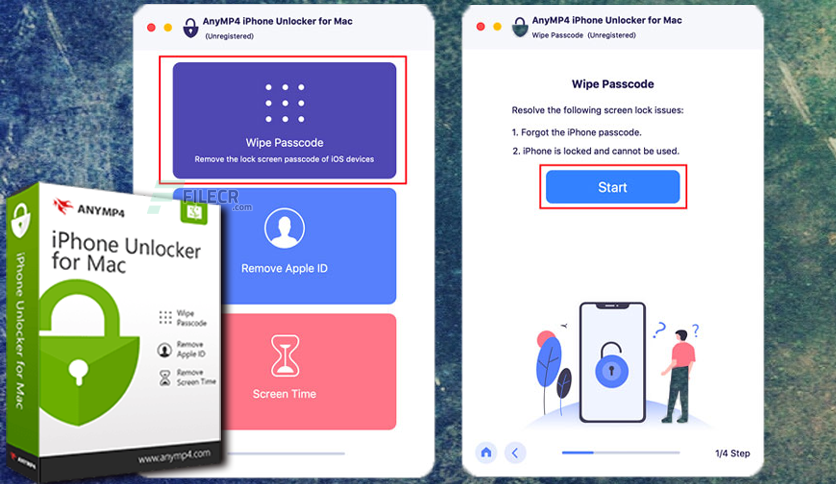 AnyMP4 iPhone Unlocker for Mac
(Unregistered)
Wipe Passcode
Remove the lock screen passcode of iOS devices
FILECR
.com
Remove Apple ID
Screen Time
ANYMP4
iPhone Unlocker
for Mac
Wipe
Passcode
Remove
Apple ID
Remove
Screen Time
www.anymp4.com
iPhone Unlocker for Mac
ANYMP4
AnyMP4 iPhone Unlocker for Mac
Wipe Passcode (Unregistered)
Wipe Passcode
Resolve the following screen lock issues:
1. Forgot the iPhone passcode.
2. iPhone is locked and cannot be used.
Start
? ?
1/4 Step